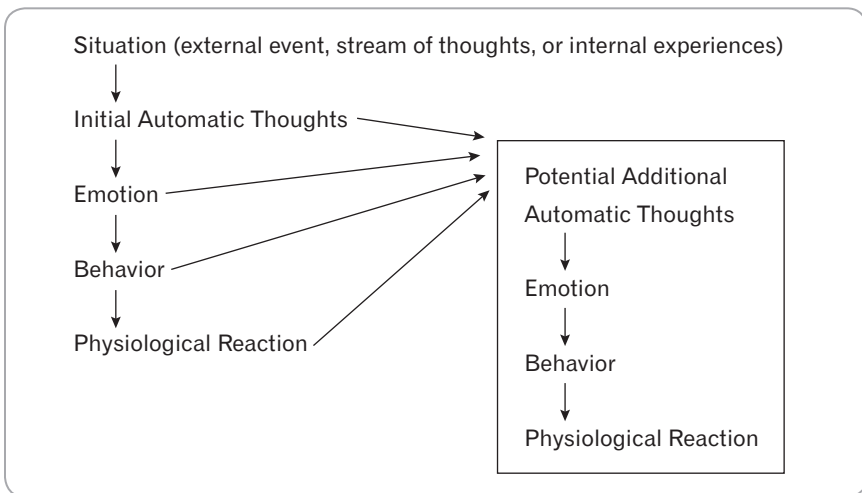 Situation (external event, stream of thoughts, or internal experiences)
Initial Automatic Thoughts
Emotion
Behavior
Physiological Reaction
Potential Additional
Automatic Thoughts
Emotion
Behavior
Physiological Reaction